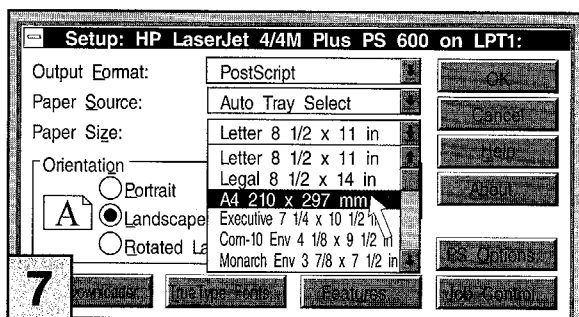 Setup: HP LaserJet 4/4M Plus PS 600 on LPT1:
Output Format:
PostScript
OK
Paper Source:
Auto Tray Select
Cancel
Paper Size:
Letter 8 1/2 x 11 in
Help
Orientation
Letter 8 1/2 x 11 in
Legal 8 1/2 x 14 in
About
Portrait
A4 210 x 297 mm
A
Landscape
Executive 7 1/4 x 10 1/2 in
Rotated La
Com-10 Env 4 1/8 x 9 1/2 in
Monarch Env 3 7/8 x 7 1/2 in
PS Options
7
TrueType Fonts
Features
Job Control